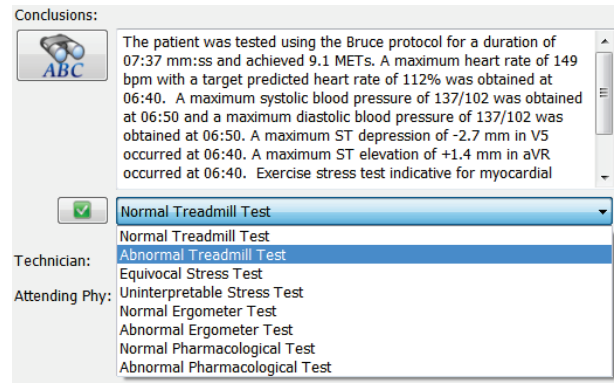 Conclusions:
ABC
The patient was tested using the Bruce protocol for a duration of
07:37 mm:ss and achieved 9.1 METs. A maximum heart rate of 149
bpm with a target predicted heart rate of 112% was obtained at
06:40.  A maximum systolic blood pressure of 137/102 was obtained
at 06:50 and a maximum diastolic blood pressure of 137/102 was
obtained at 06:50. A maximum ST depression of -2.7 mm in V5
occurred at 06:40. A maximum ST elevation of +1.4 mm in aVR
occurred at 06:40.  Exercise stress test indicative for myocardial
Normal Treadmill Test
Normal Treadmill Test
Technician:
Abnormal Treadmill Test
Equivocal Stress Test
Attending Phy:
Uninterpretable Stress Test
Normal Ergometer Test
Abnormal Ergometer Test
Normal Pharmacological Test
Abnormal Pharmacological Test